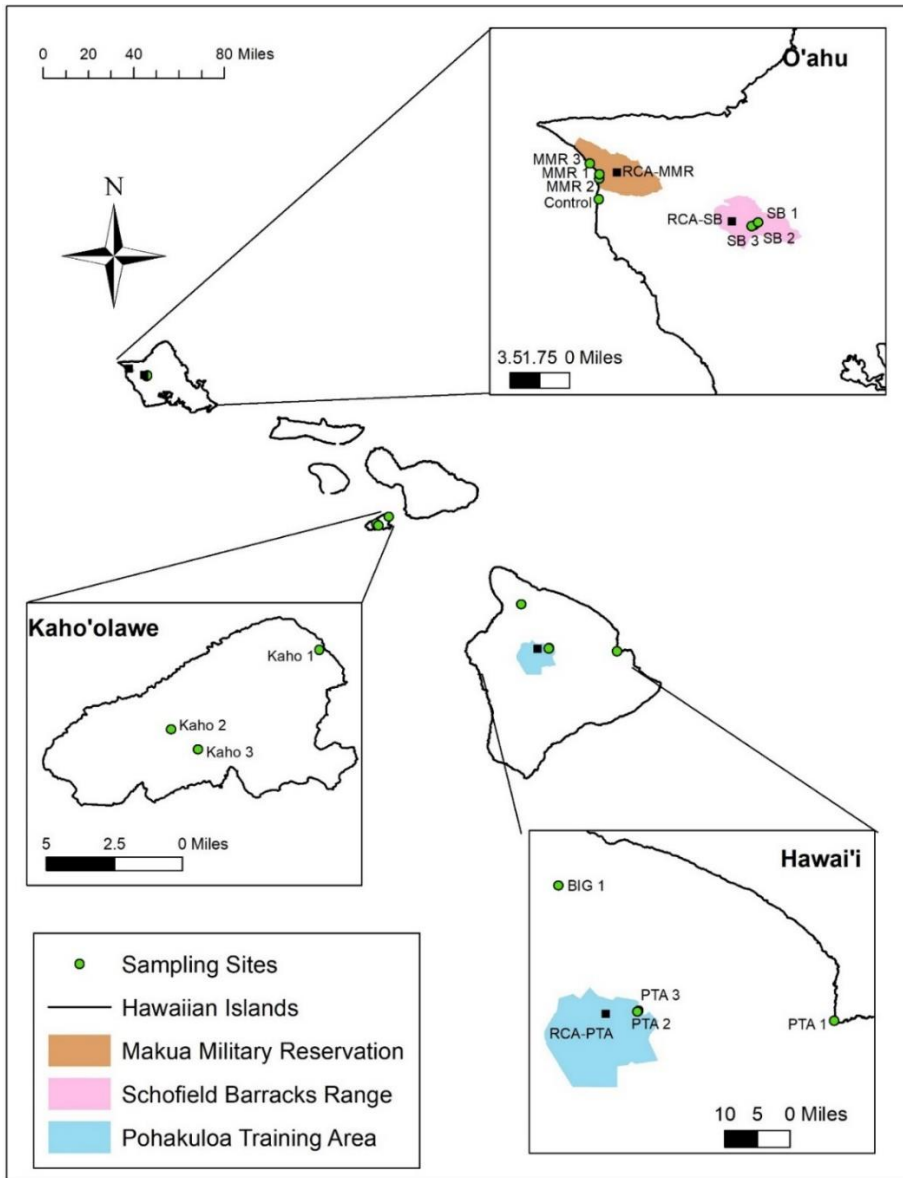 0 20 40 80 Miles
N
O'ahu
MMR 3
MMR 1
RCA-MMR
MMR 2
Control
RCA-SB
SB 1
SB 3
SB 2
3.51.75 0 Miles
Kaho'olawe
Kaho 1
Kaho 2
Kaho 3
5 2.5 0 Miles
Hawai'i
BIG 1
PTA 3
RCA-PTA
PTA 2
PTA 1
10 5 0 Miles
Sampling Sites
Hawaiian Islands
Makua Military Reservation
Schofield Barracks Range
Pohakuloa Training Area